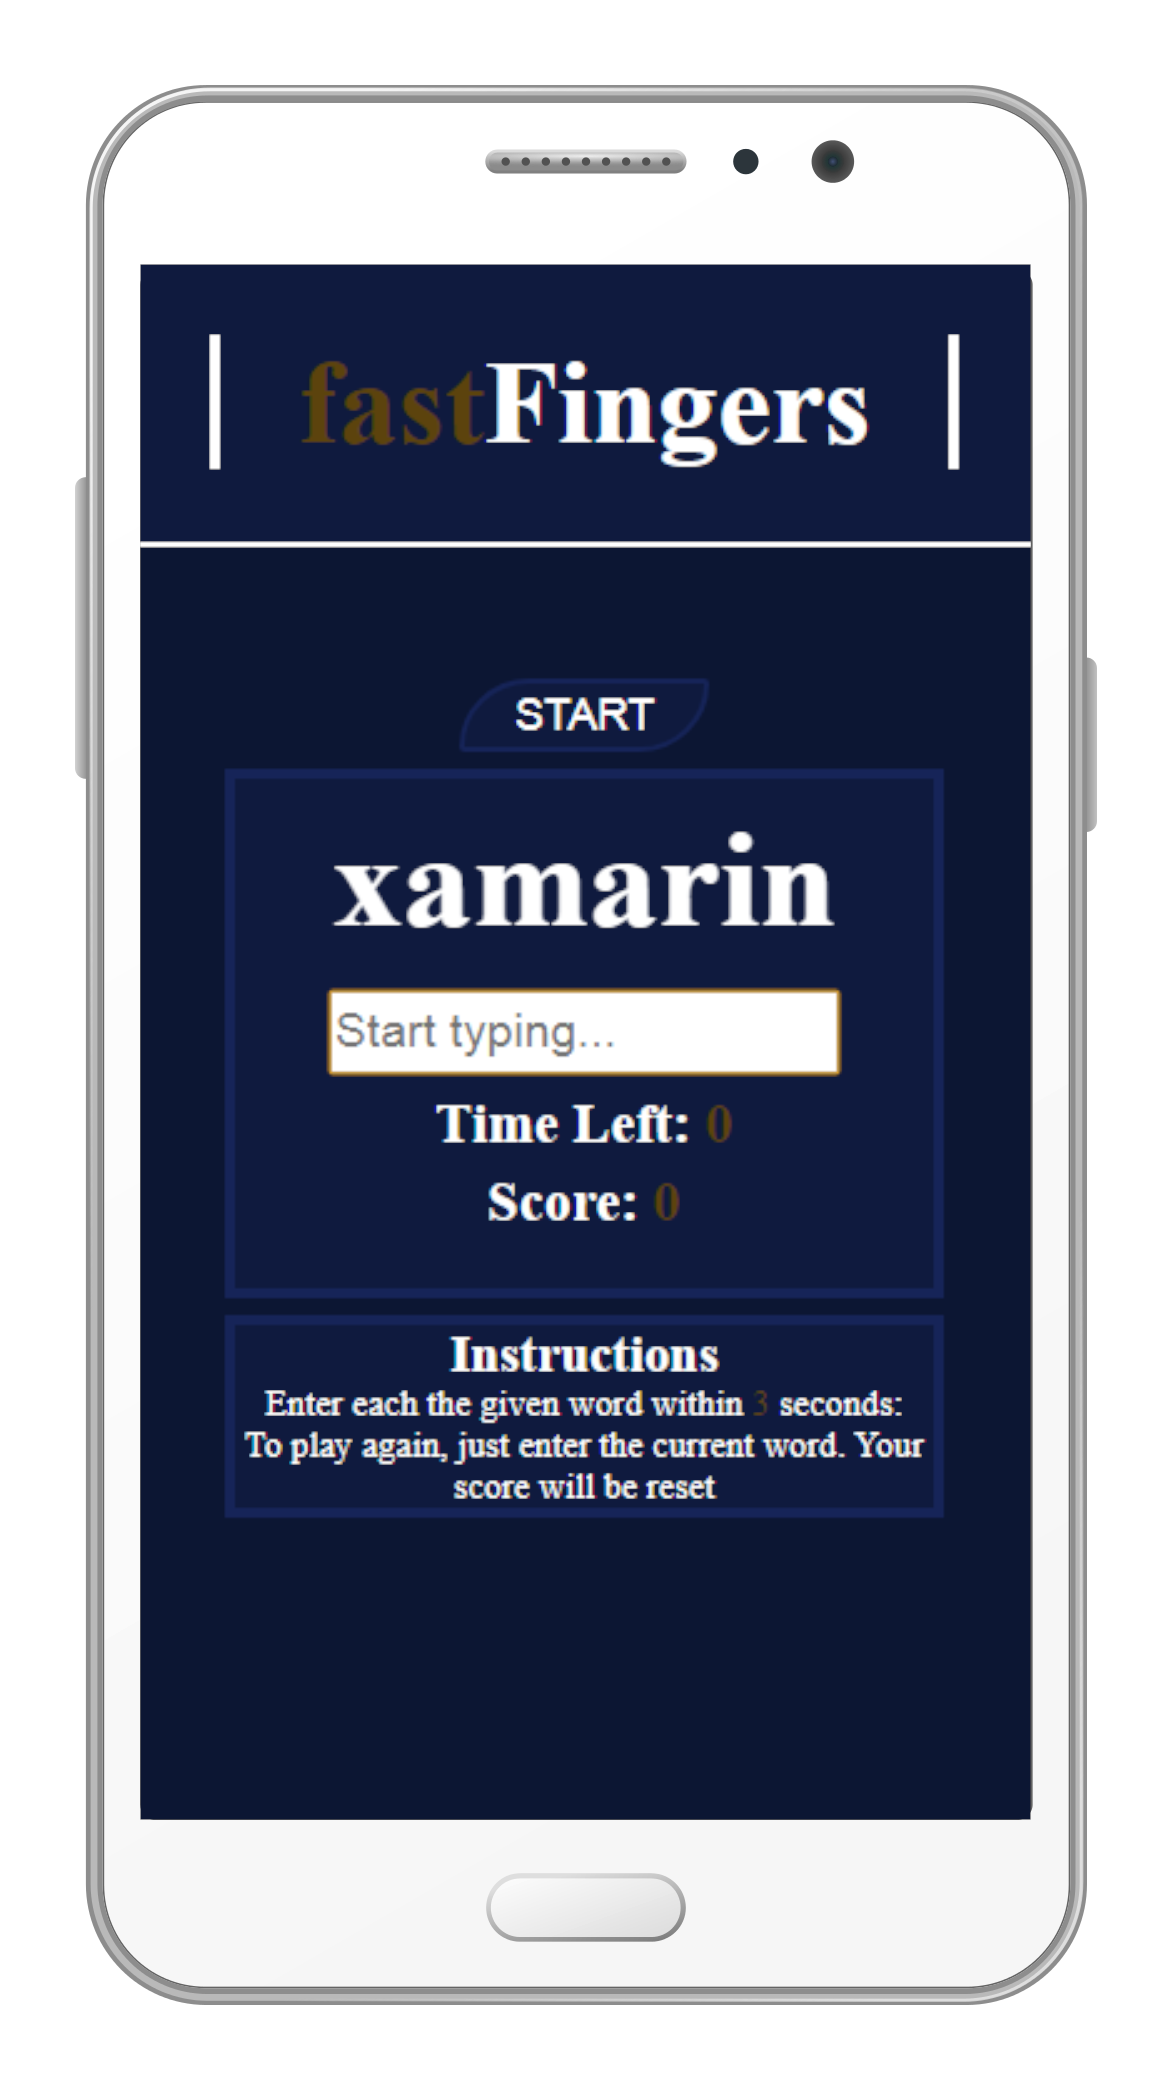 fastFingers
START
xamarin
Start typing...
Time Left: 0
Score: 0
Instructions
Enter each the given word within 3 seconds:
To play again, just enter the current word. Your
score will be reset